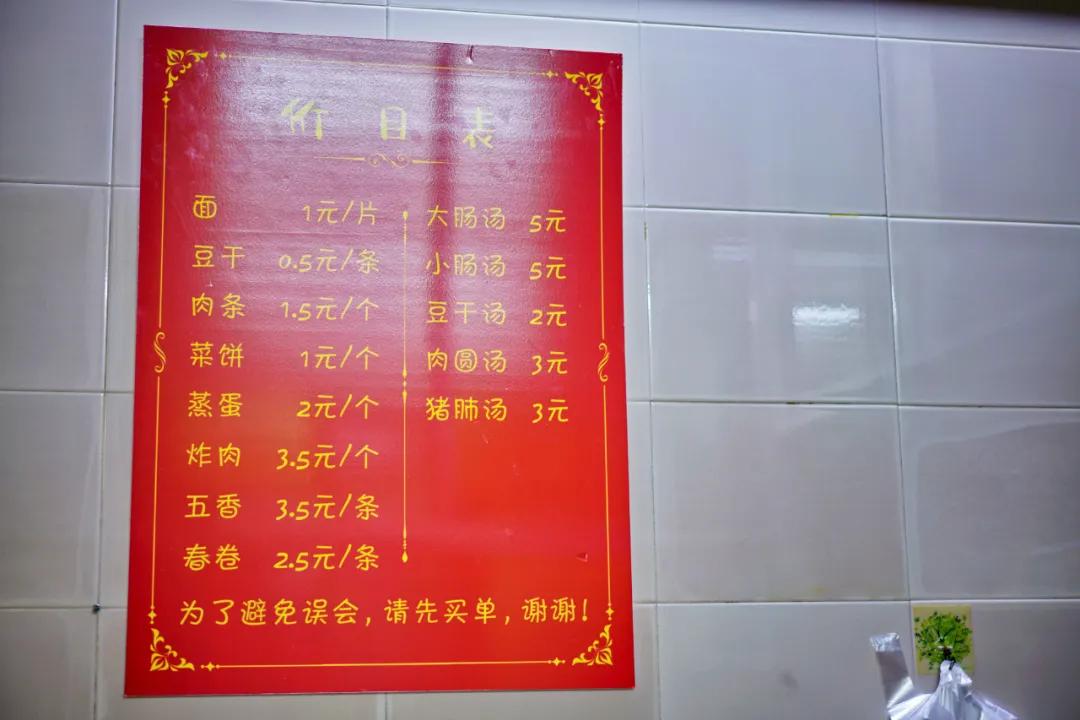 价目表
面 1元/片
豆干 0.5元/条
肉条 1.5元/个
菜饼 1元/个
蒸蛋 2元/个
炸肉 3.5元/个
五香 3.5元/条
春卷 2.5元/条
大肠汤 5元
小肠汤 5元
豆干汤 2元
肉圆汤 3元
猪肺汤 3元
为了避免误会,请先买单,谢谢!